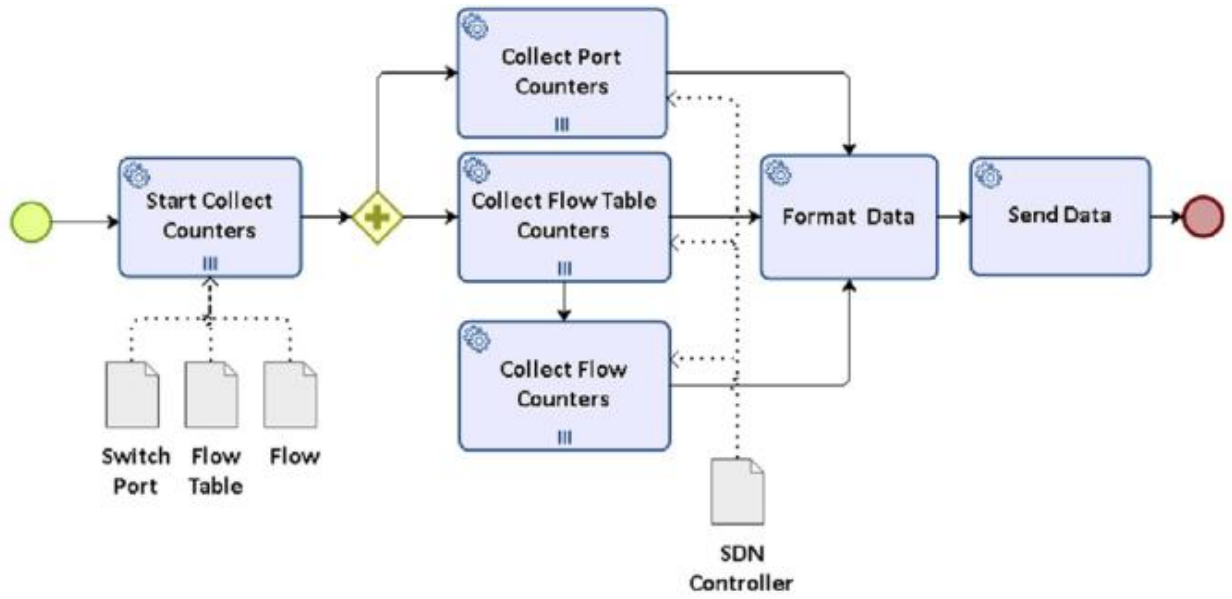 Collect Port
Counters
Start Collect
Counters
Collect Flow Table
Counters
Format Data
Send Data
Collect Flow
Counters
Switch
Port
Flow
Table
Flow
SDN
Controller